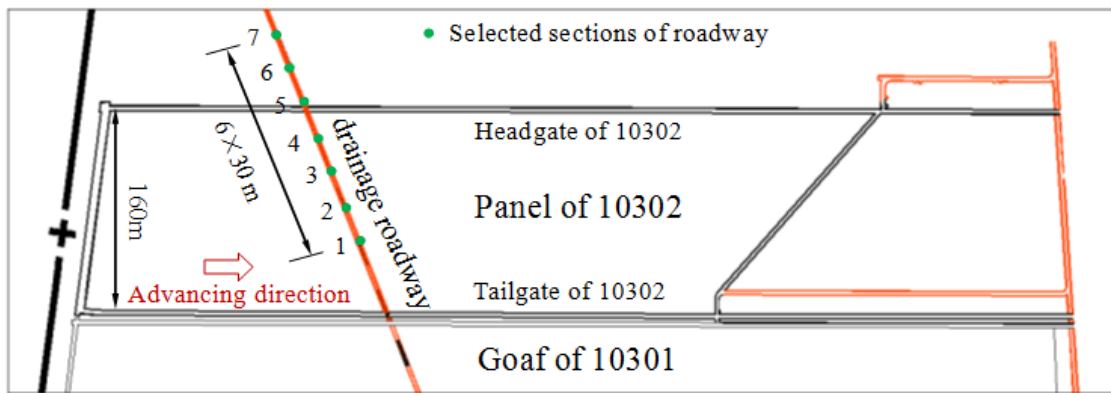 7
Selected sections of roadway
6
5
Headgate of 10302
4
6×30 m
drainage roadway
3
160m
Panel of 10302
2
1
Advancing direction
Tailgate of 10302
Goaf of 10301